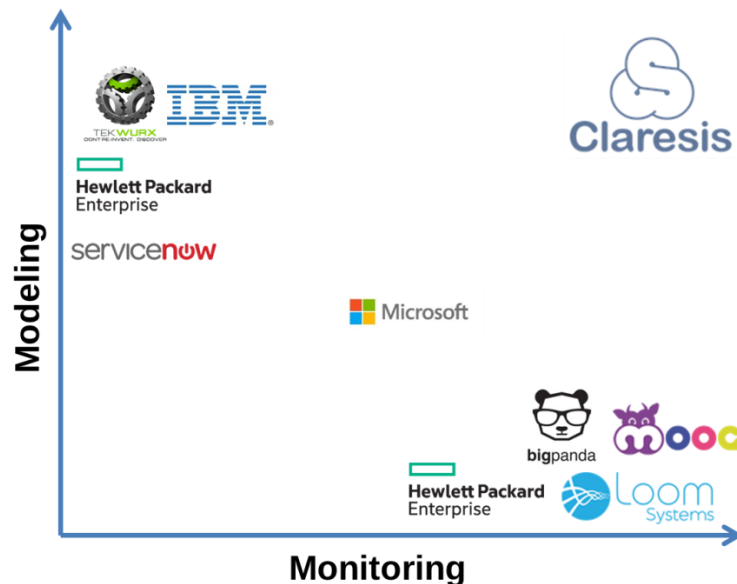 TEKWURX
DON'T RE-INVENT. DISCOVER
IBM
Claresis
Hewlett Packard
Enterprise
servicenow
Modeling
Microsoft
bigpanda
Mooc
Hewlett Packard
Enterprise
Loom
Systems
Monitoring